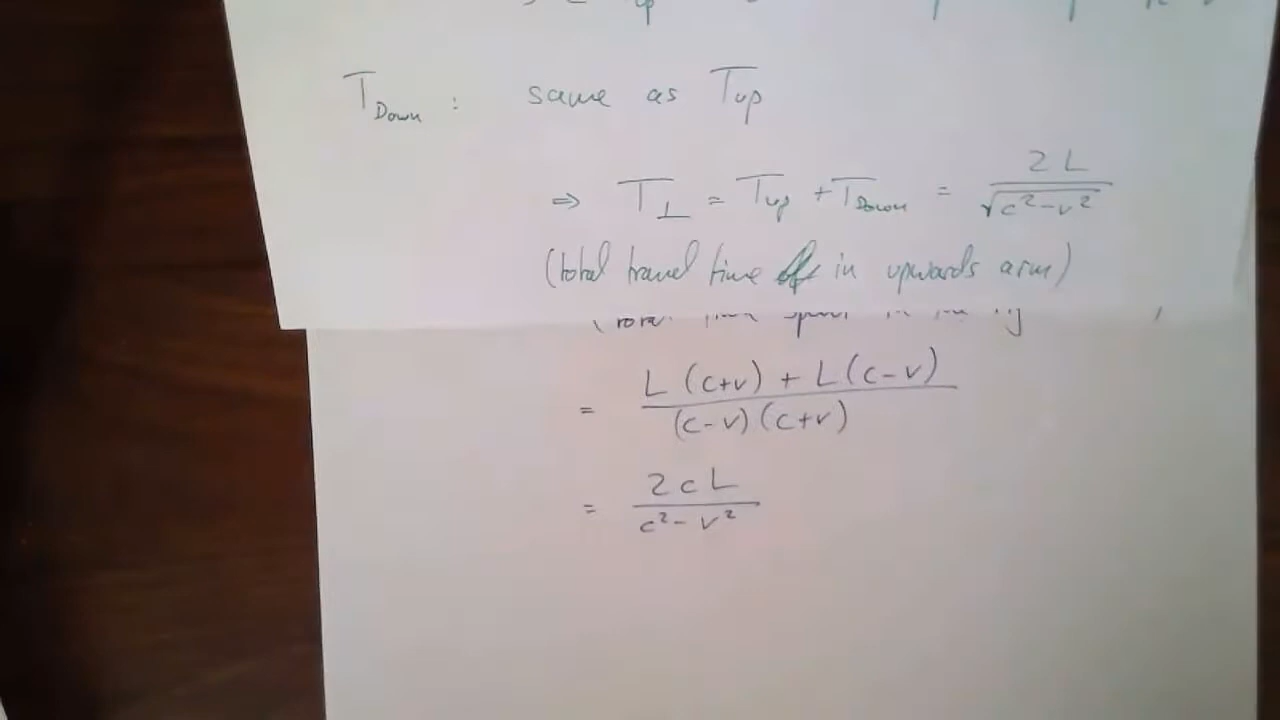 T_Down : same as T_up
⇒ T_⊥ = T_up + T_Down = 2L / √(c²-v²)
(total travel time in upwards arm)
= L(c+v) + L(c-v) / (c-v)(c+v)
= 2cL / c²-v²